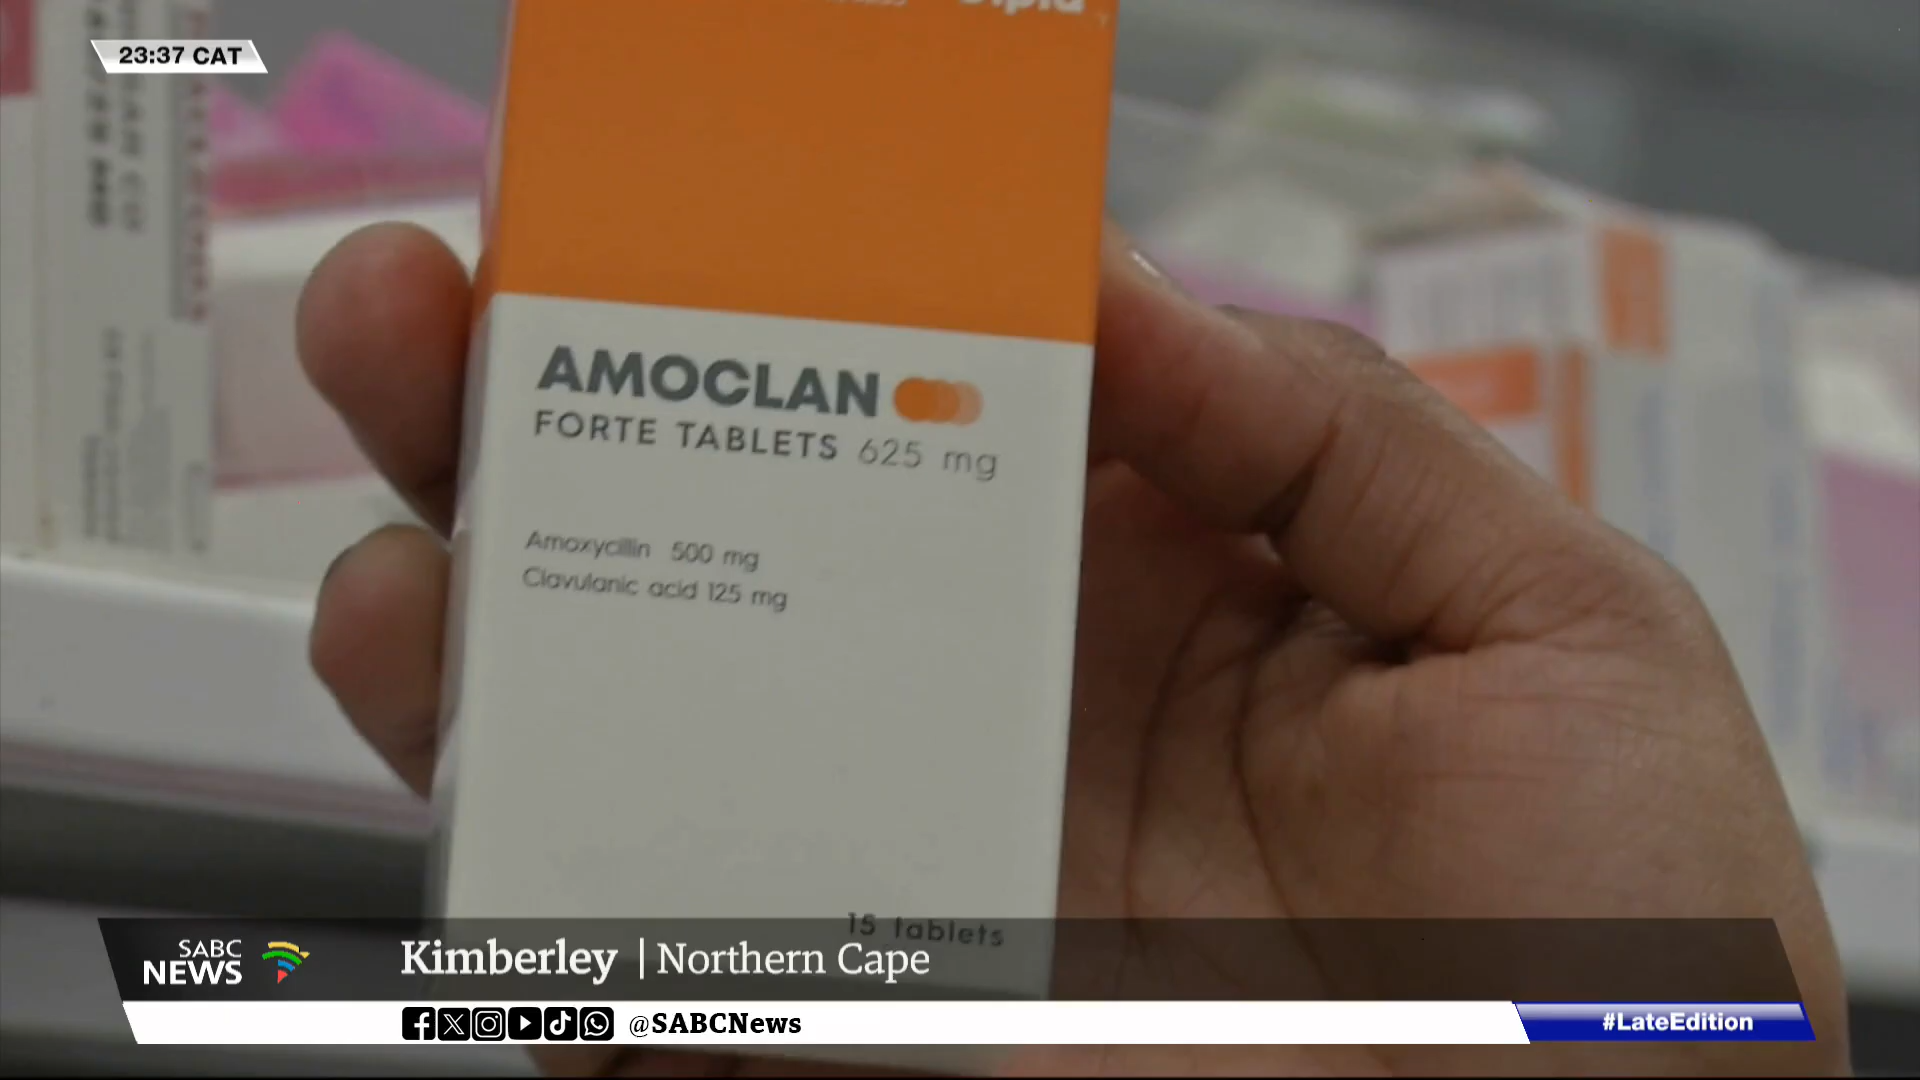 23:37 CAT
AMOCLAN
FORTE TABLETS 625 mg
Amoxycillin 500 mg
Clavulanic acid 125 mg
15 tablets
SABC
NEWS
Kimberley | Northern Cape
@SABCNews
#LateEdition